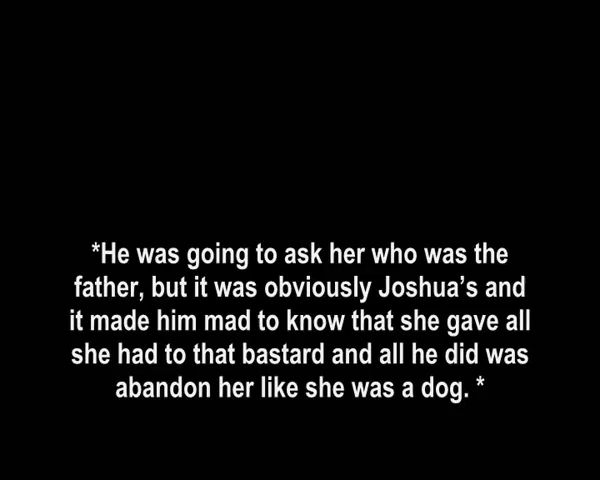 *He was going to ask her who was the
father, but it was obviously Joshua’s and
it made him mad to know that she gave all
she had to that bastard and all he did was
abandon her like she was a dog. *